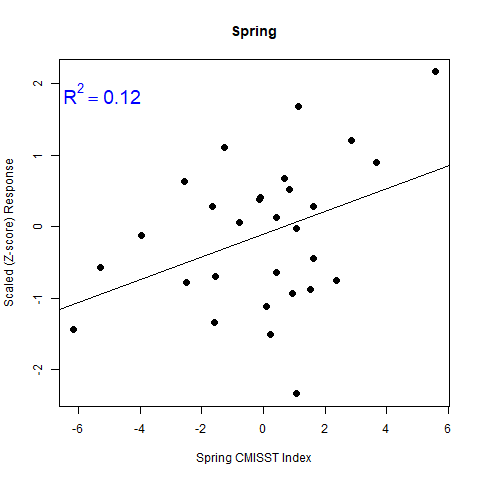 Spring
R² = 0.12
Scaled (Z-score) Response
2
1
0
-1
-2
-6 -4 -2 0 2 4 6
Spring CMISST Index